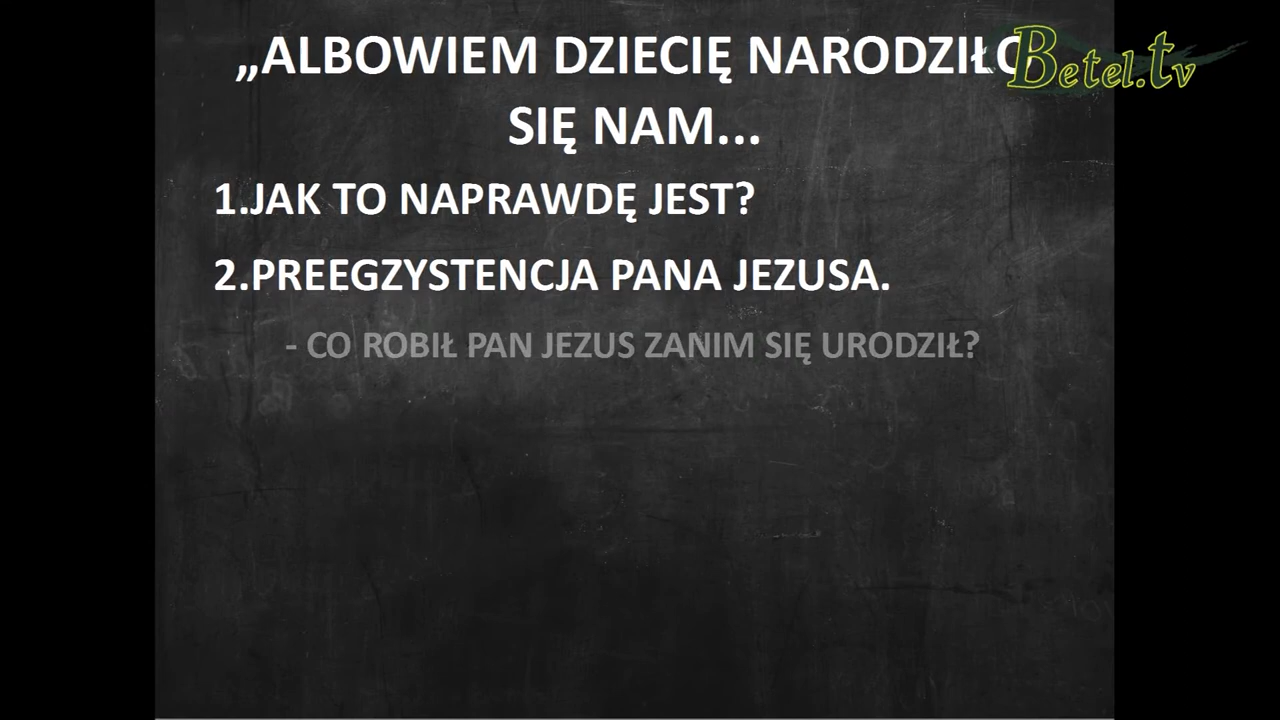 „ALBOWIEM DZIECIĘ NARODZIŁO
Betel.tv
SIĘ NAM...
1.JAK TO NAPRAWDĘ JEST?
2.PREEGZYSTENCJA PANA JEZUSA.
- CO ROBIŁ PAN JEZUS ZANIM SIĘ URODZIŁ?